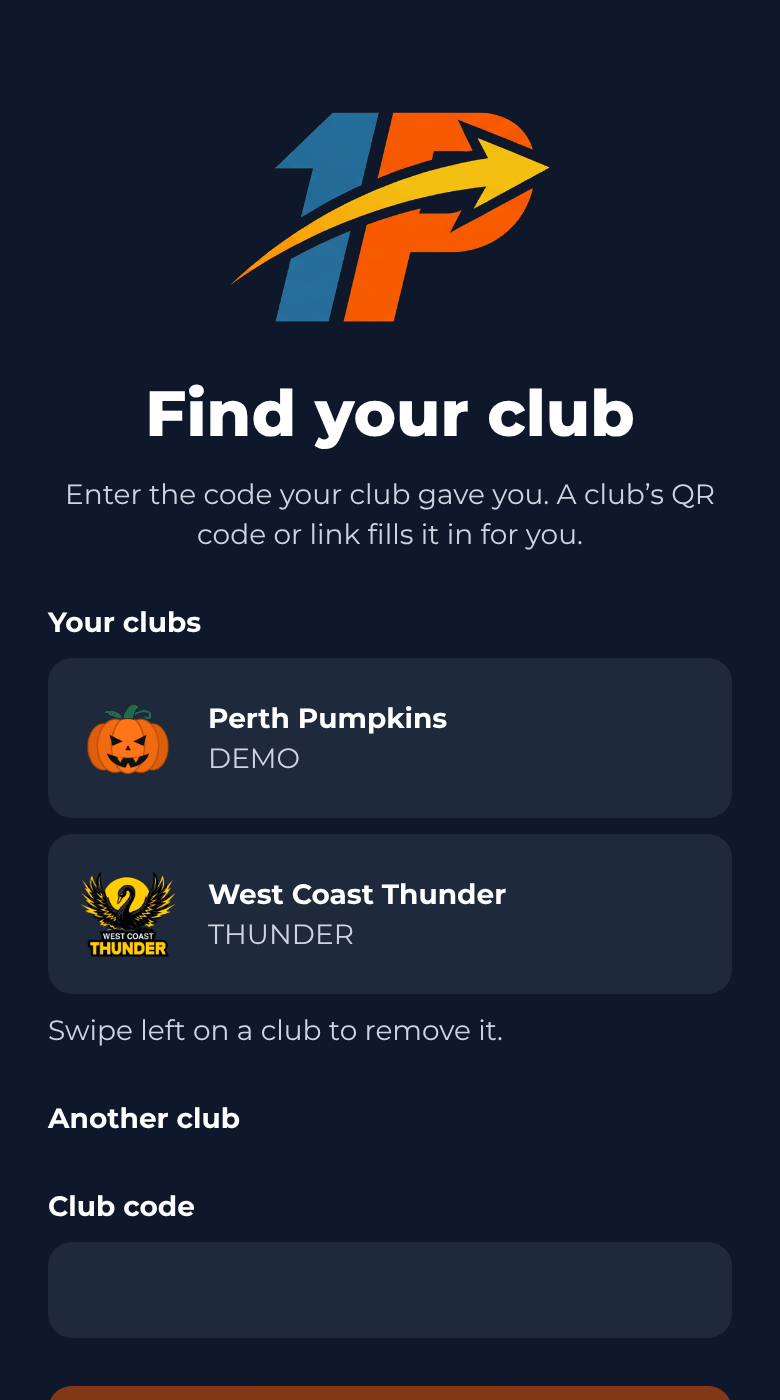 1P
Find your club
Enter the code your club gave you. A club’s QR
code or link fills it in for you.
Your clubs
Perth Pumpkins
DEMO
WEST COAST
THUNDER
West Coast Thunder
THUNDER
Swipe left on a club to remove it.
Another club
Club code